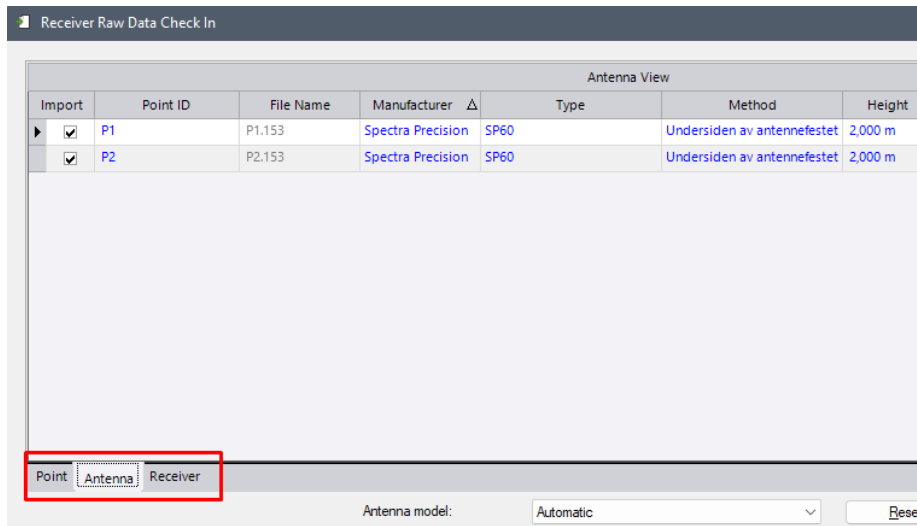 Receiver Raw Data Check In
Antenna View
Import Point ID File Name Manufacturer Type Method Height
P1 P1.153 Spectra Precision SP60 Undersiden av antennefestet 2,000 m
P2 P2.153 Spectra Precision SP60 Undersiden av antennefestet 2,000 m
Point Antenna Receiver
Antenna model: Automatic